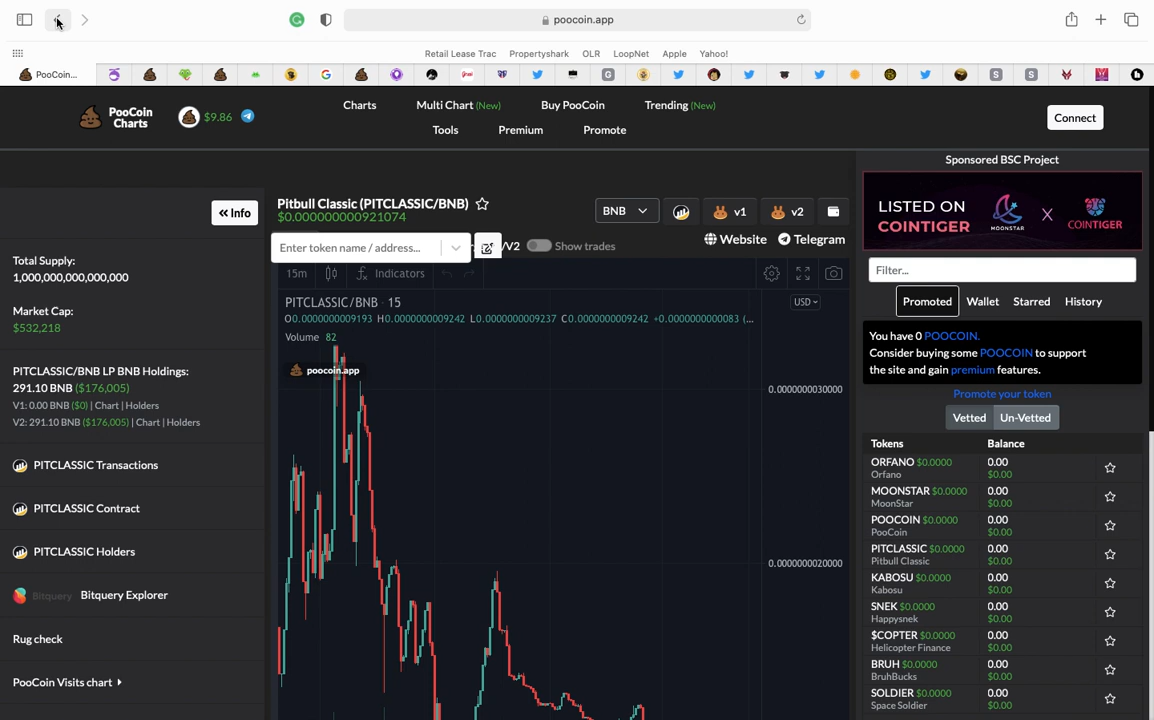 poocoin.app
Retail Lease Trac Propertyshark OLR LoopNet Apple Yahoo!
PooCoin...
PooCoin Charts
$9.86
Charts Multi Chart (New) Buy PooCoin Trending (New)
Tools Premium Promote
Connect
Sponsored BSC Project
LISTED ON COINTIGER
MOONSTAR X COINTIGER
« Info
Total Supply:
1,000,000,000,000,000
Market Cap:
$532,218
PITCLASSIC/BNB LP BNB Holdings:
291.10 BNB ($176,005)
V1: 0.00 BNB ($0) | Chart | Holders
V2: 291.10 BNB ($176,005) | Chart | Holders
PITCLASSIC Transactions
PITCLASSIC Contract
PITCLASSIC Holders
Bitquery Bitquery Explorer
Rug check
PooCoin Visits chart
Pitbull Classic (PITCLASSIC/BNB)
$0.000000000921074
BNB v1 v2
Enter token name / address...
/V2 Show trades
Website Telegram
15m Indicators
PITCLASSIC/BNB · 15
USD
O0.0000000009193 H0.0000000009242 L0.0000000009237 C0.0000000009242 +0.0000000000083 (...
Volume 82
poocoin.app
0.0000000030000
0.0000000020000
Filter...
Promoted Wallet Starred History
You have 0 POOCOIN.
Consider buying some POOCOIN to support
the site and gain premium features.
Promote your token
Vetted Un-Vetted
Tokens Balance
ORFANO $0.0000 0.00
Orfano $0.00
MOONSTAR $0.0000 0.00
MoonStar $0.00
POOCOIN $0.0000 0.00
PooCoin $0.00
PITCLASSIC $0.0000 0.00
Pitbull Classic $0.00
KABOSU $0.0000 0.00
Kabosu $0.00
SNEK $0.0000 0.00
Happysnek $0.00
$COPTER $0.0000 0.00
Helicopter Finance $0.00
BRUH $0.0000 0.00
BruhBucks $0.00
SOLDIER $0.0000 0.00
Space Soldier $0.00